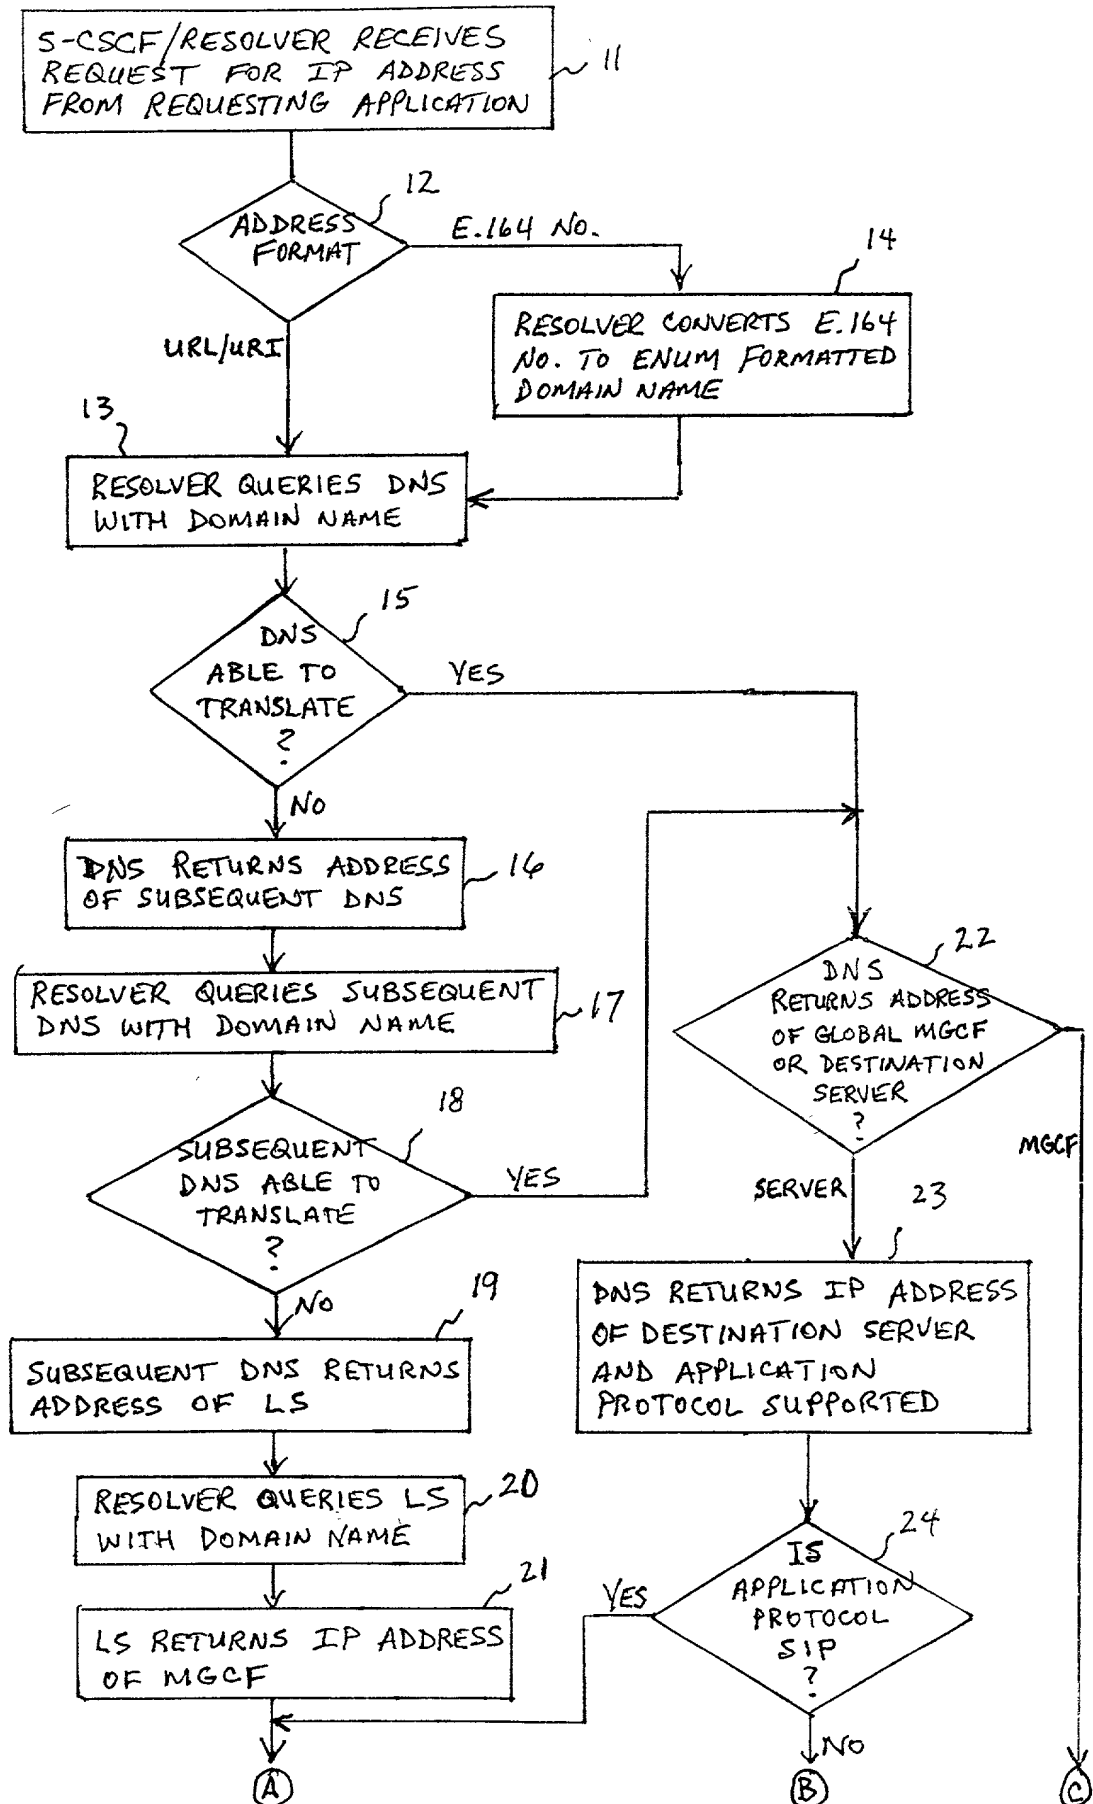 S-CSCF/RESOLVER RECEIVES
REQUEST FOR IP ADDRESS
FROM REQUESTING APPLICATION
11
12
ADDRESS
FORMAT
E.164 NO.
14
RESOLVER CONVERTS E.164
NO. TO ENUM FORMATTED
DOMAIN NAME
URL/URI
13
RESOLVER QUERIES DNS
WITH DOMAIN NAME
15
DNS
ABLE TO
TRANSLATE
?
YES
NO
DNS RETURNS ADDRESS
OF SUBSEQUENT DNS
16
RESOLVER QUERIES SUBSEQUENT
DNS WITH DOMAIN NAME
17
18
SUBSEQUENT
DNS ABLE TO
TRANSLATE
?
YES
NO
19
SUBSEQUENT DNS RETURNS
ADDRESS OF LS
RESOLVER QUERIES LS
WITH DOMAIN NAME
20
21
LS RETURNS IP ADDRESS
OF MGCF
A
22
DNS
RETURNS ADDRESS
OF GLOBAL MGCF
OR DESTINATION
SERVER
?
MGCF
SERVER
23
DNS RETURNS IP ADDRESS
OF DESTINATION SERVER
AND APPLICATION
PROTOCOL SUPPORTED
24
IS
APPLICATION
PROTOCOL
SIP
?
YES
NO
B
C